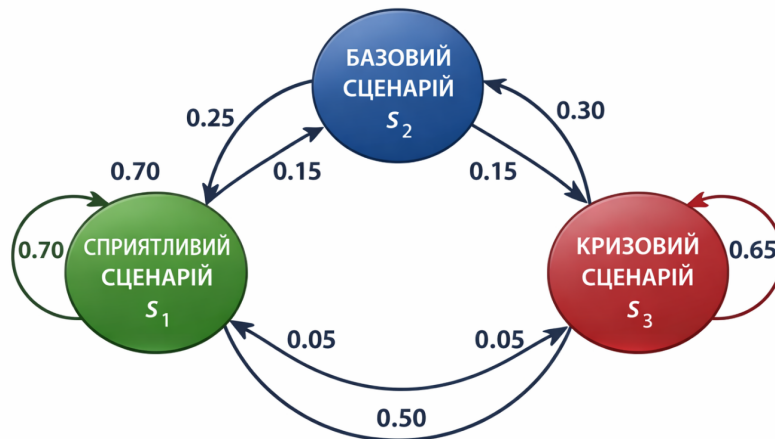 БАЗОВИЙ
СЦЕНАРІЙ
S2
0.25
0.30
0.70
0.15
0.15
0.70
СПРИЯТЛИВИЙ
СЦЕНАРІЙ
S1
КРИЗОВИЙ
СЦЕНАРІЙ
S3
0.65
0.05
0.05
0.50